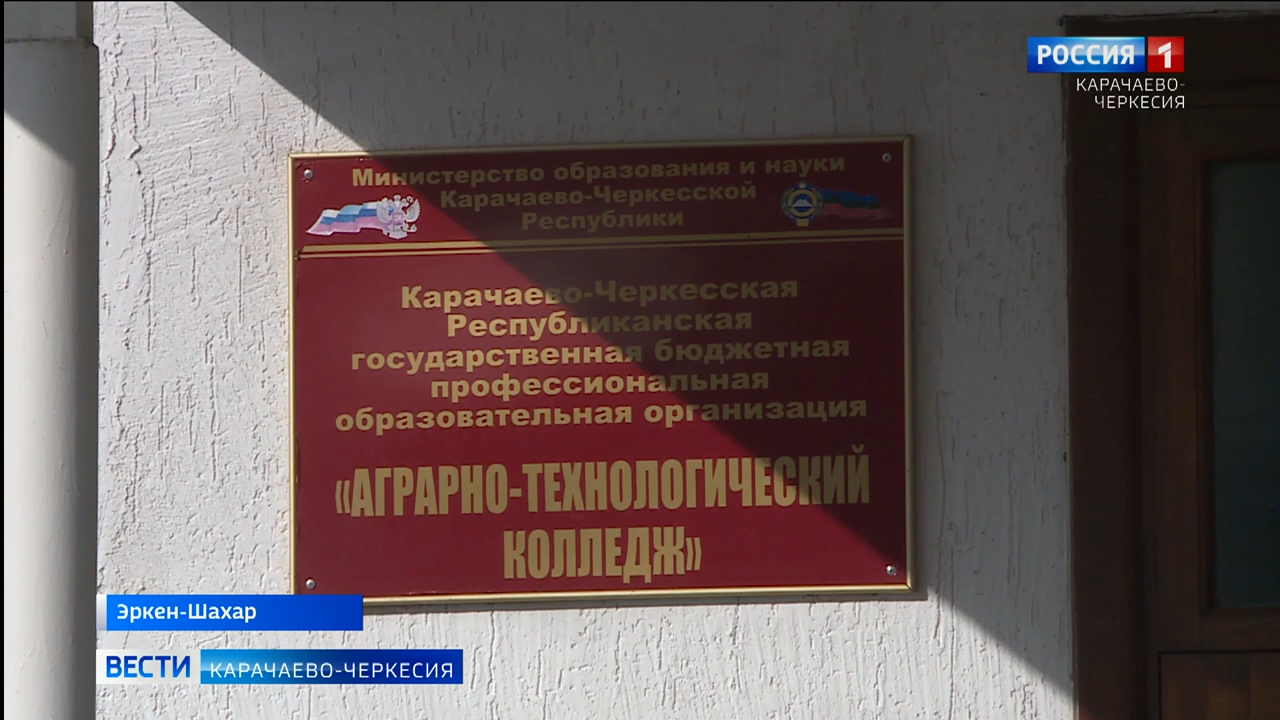 РОССИЯ 1
КАРАЧАЕВО-
ЧЕРКЕСИЯ
Министерство образования и науки
Карачаево-Черкесской
Республики
Карачаево-Черкесская
Республиканская
государственная бюджетная
профессиональная
образовательная организация
«АГРАРНО-ТЕХНОЛОГИЧЕСКИЙ
КОЛЛЕДЖ»
Эркен-Шахар
ВЕСТИ КАРАЧАЕВО-ЧЕРКЕСИЯ